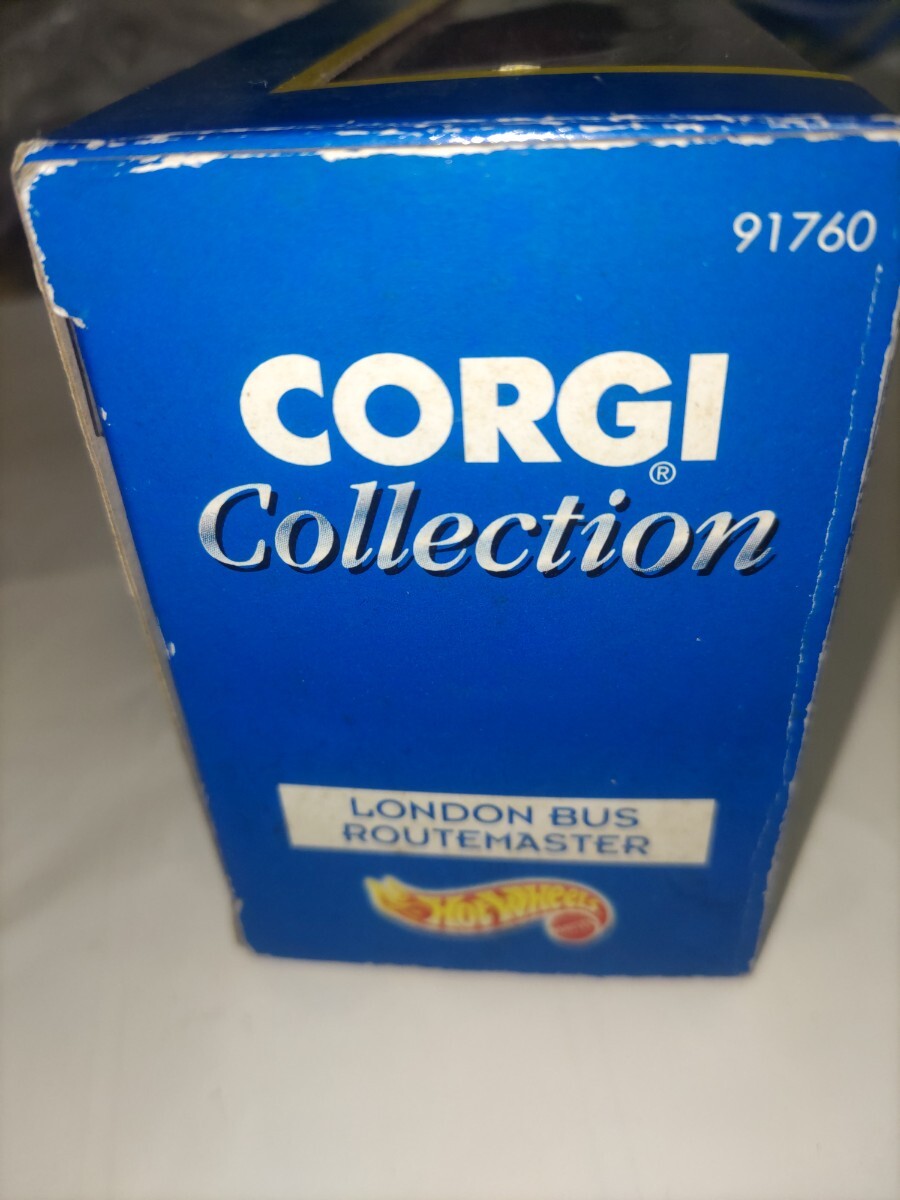 91760
CORGI
®
Collection
LONDON BUS
ROUTEMASTER
Hot Wheels